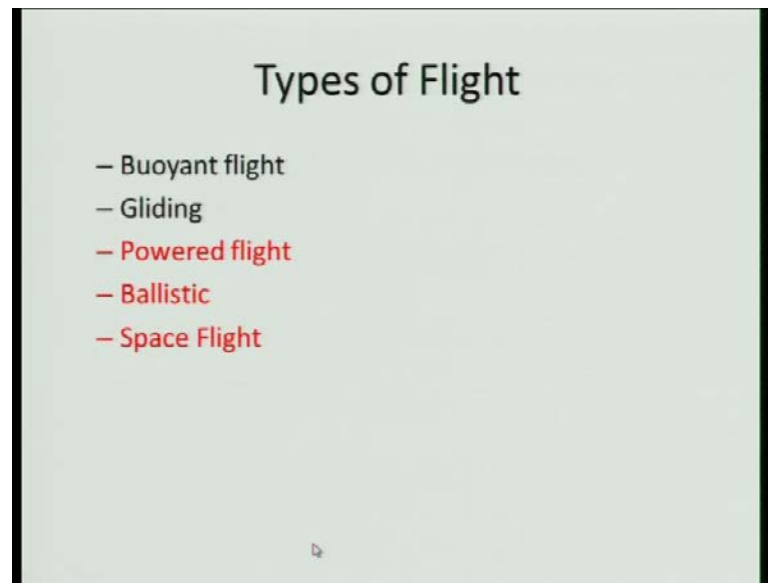 Types of Flight
– Buoyant flight
– Gliding
– Powered flight
– Ballistic
– Space Flight